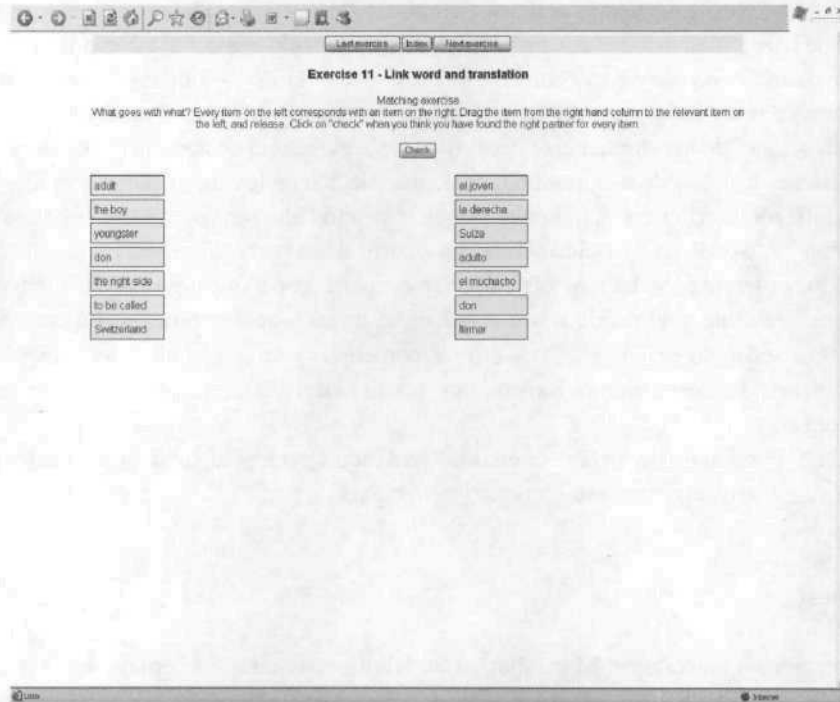 Last exercise Index Next exercise
Exercise 11 - Link word and translation
Matching exercise
What goes with what? Every item on the left corresponds with an item on the right. Drag the item from the right hand column to the relevant item on
the left, and release. Click on "check" when you think you have found the right partner for every item.
Check
adult
el joven
the boy
la derecha
youngster
Suiza
don
adulto
the right side
el muchacho
to be called
don
llamar
Internet